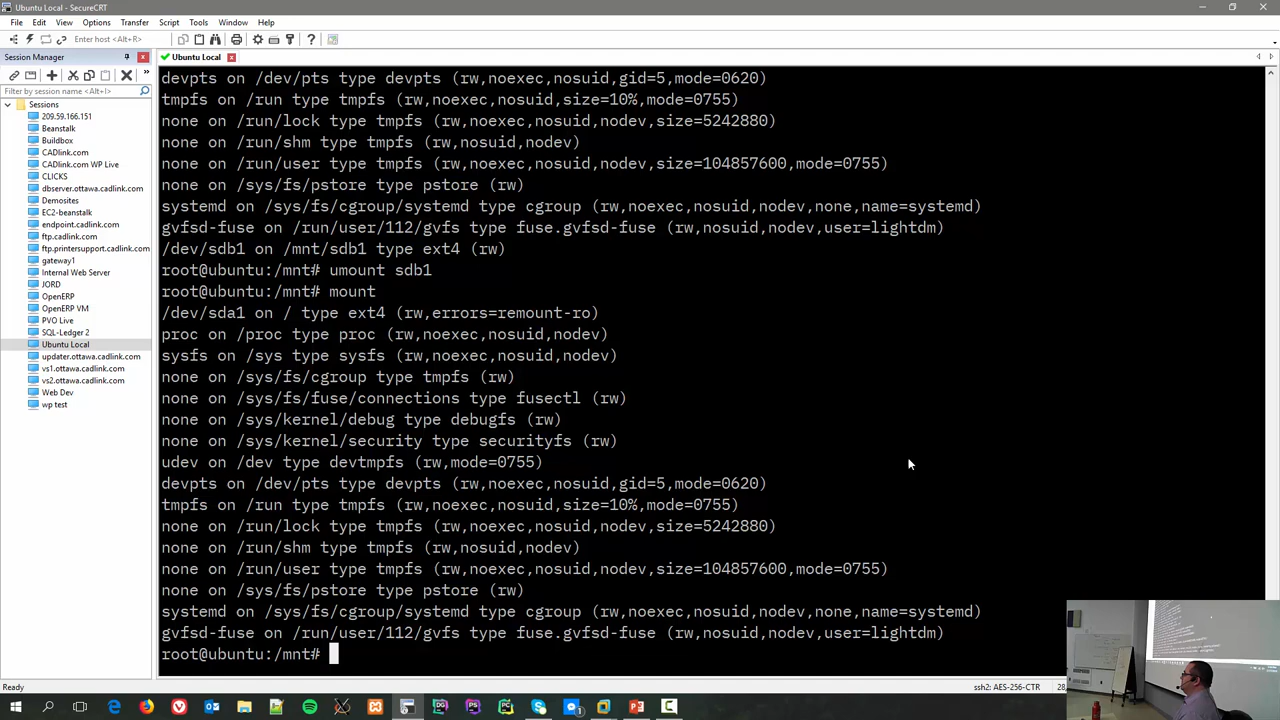 Ubuntu Local - SecureCRT
File Edit View Options Transfer Script Tools Window Help
Enter host <Alt+R>
Session Manager
Ubuntu Local
Filter by session name <Alt+I>
Sessions
209.59.166.151
Beanstalk
Buildbox
CADlink.com
CADlink.com WP Live
CLICKS
dbserver.ottawa.cadlink.com
Demosites
EC2-beanstalk
endpoint.cadlink.com
ftp.cadlink.com
ftp.printersupport.cadlink.com
gateway1
Internal Web Server
JORD
OpenERP
OpenERP VM
PVO Live
SQL-Ledger 2
Ubuntu Local
updater.ottawa.cadlink.com
vs1.ottawa.cadlink.com
vs2.ottawa.cadlink.com
Web Dev
wp test
devpts on /dev/pts type devpts (rw,noexec,nosuid,gid=5,mode=0620)
tmpfs on /run type tmpfs (rw,noexec,nosuid,size=10%,mode=0755)
none on /run/lock type tmpfs (rw,noexec,nosuid,nodev,size=5242880)
none on /run/shm type tmpfs (rw,nosuid,nodev)
none on /run/user type tmpfs (rw,noexec,nosuid,nodev,size=104857600,mode=0755)
none on /sys/fs/pstore type pstore (rw)
systemd on /sys/fs/cgroup/systemd type cgroup (rw,noexec,nosuid,nodev,none,name=systemd)
gvfsd-fuse on /run/user/112/gvfs type fuse.gvfsd-fuse (rw,nosuid,nodev,user=lightdm)
/dev/sdb1 on /mnt/sdb1 type ext4 (rw)
root@ubuntu:/mnt# umount sdb1
root@ubuntu:/mnt# mount
/dev/sda1 on / type ext4 (rw,errors=remount-ro)
proc on /proc type proc (rw,noexec,nosuid,nodev)
sysfs on /sys type sysfs (rw,noexec,nosuid,nodev)
none on /sys/fs/cgroup type tmpfs (rw)
none on /sys/fs/fuse/connections type fusectl (rw)
none on /sys/kernel/debug type debugfs (rw)
none on /sys/kernel/security type securityfs (rw)
udev on /dev type devtmpfs (rw,mode=0755)
devpts on /dev/pts type devpts (rw,noexec,nosuid,gid=5,mode=0620)
tmpfs on /run type tmpfs (rw,noexec,nosuid,size=10%,mode=0755)
none on /run/lock type tmpfs (rw,noexec,nosuid,nodev,size=5242880)
none on /run/shm type tmpfs (rw,nosuid,nodev)
none on /run/user type tmpfs (rw,noexec,nosuid,nodev,size=104857600,mode=0755)
none on /sys/fs/pstore type pstore (rw)
systemd on /sys/fs/cgroup/systemd type cgroup (rw,noexec,nosuid,nodev,none,name=systemd)
gvfsd-fuse on /run/user/112/gvfs type fuse.gvfsd-fuse (rw,nosuid,nodev,user=lightdm)
root@ubuntu:/mnt#
Ready
ssh2: AES-256-CTR
28,